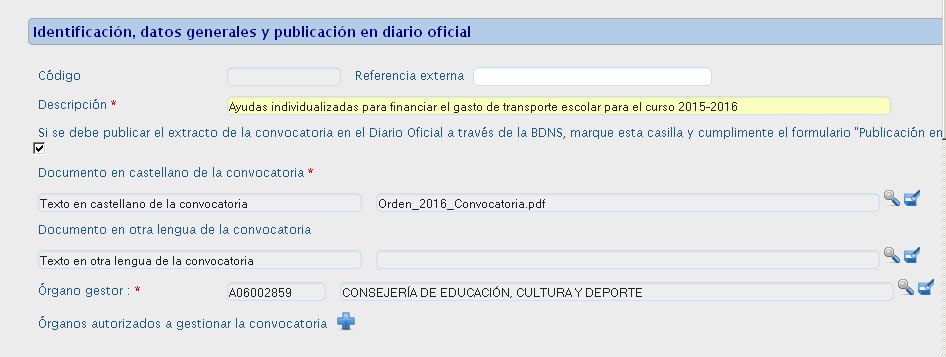 Identificación, datos generales y publicación en diario oficial
Código
Referencia externa
Descripción *
Ayudas individualizadas para financiar el gasto de transporte escolar para el curso 2015-2016
Si se debe publicar el extracto de la convocatoria en el Diario Oficial a través de la BDNS, marque esta casilla y cumplimente el formulario "Publicación en
Documento en castellano de la convocatoria *
Texto en castellano de la convocatoria
Orden_2016_Convocatoria.pdf
Documento en otra lengua de la convocatoria
Texto en otra lengua de la convocatoria
Órgano gestor : *
A06002859
CONSEJERÍA DE EDUCACIÓN, CULTURA Y DEPORTE
Órganos autorizados a gestionar la convocatoria